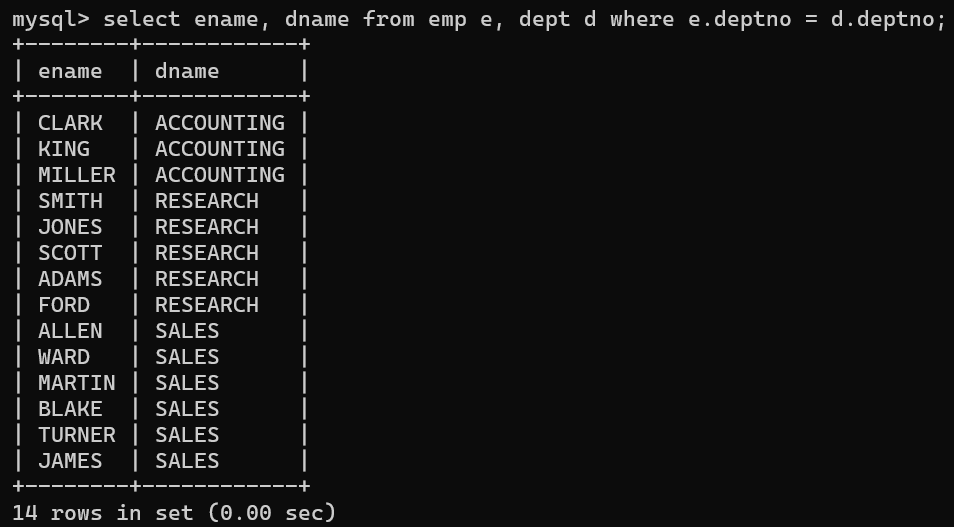 mysql> select ename, dname from emp e, dept d where e.deptno = d.deptno;
+--------+------------+
| ename  | dname      |
+--------+------------+
| CLARK  | ACCOUNTING |
| KING   | ACCOUNTING |
| MILLER | ACCOUNTING |
| SMITH  | RESEARCH   |
| JONES  | RESEARCH   |
| SCOTT  | RESEARCH   |
| ADAMS  | RESEARCH   |
| FORD   | RESEARCH   |
| ALLEN  | SALES      |
| WARD   | SALES      |
| MARTIN | SALES      |
| BLAKE  | SALES      |
| TURNER | SALES      |
| JAMES  | SALES      |
+--------+------------+
14 rows in set (0.00 sec)